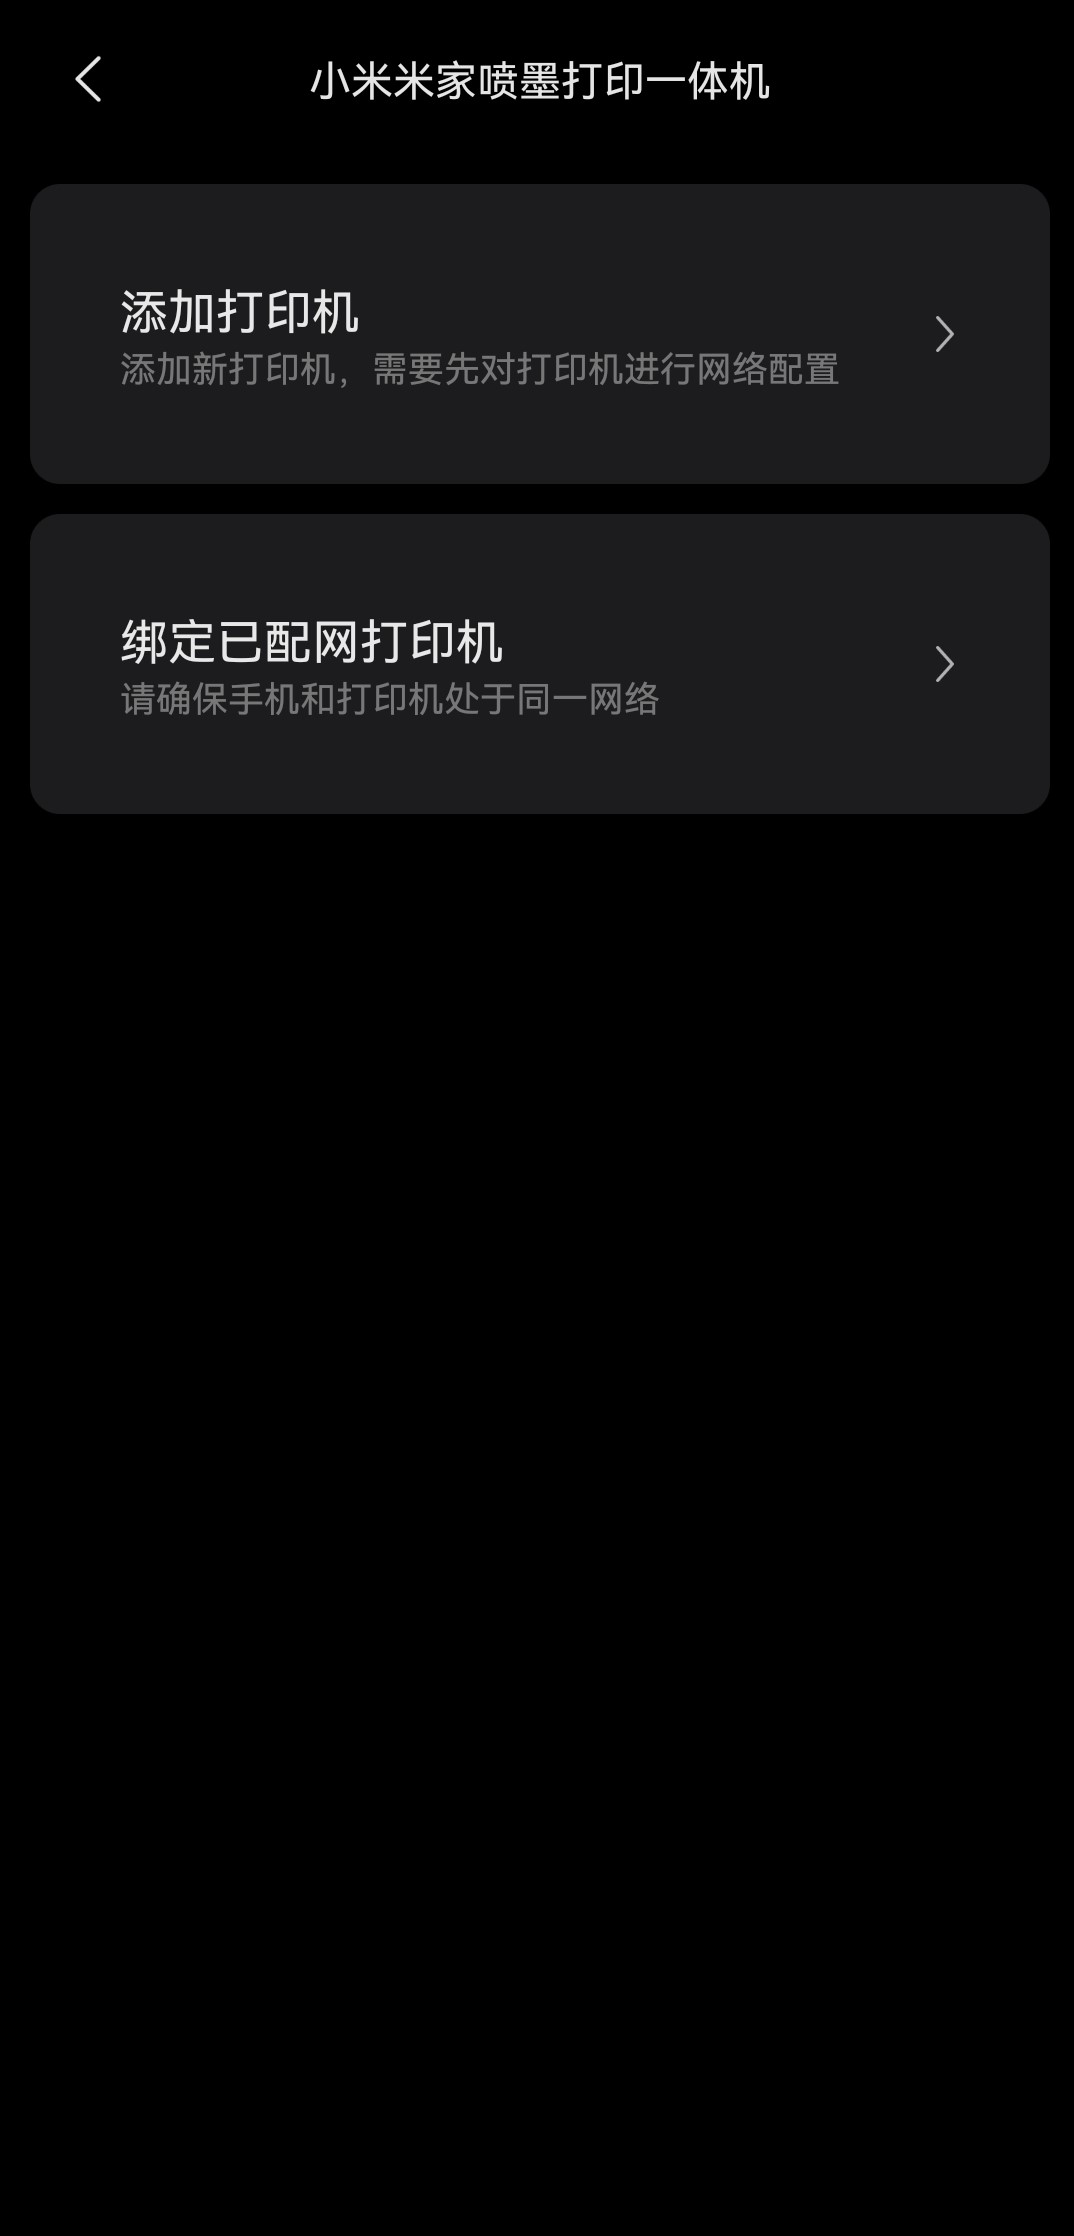 小米米家喷墨打印一体机
添加打印机
添加新打印机，需要先对打印机进行网络配置
绑定已配网打印机
请确保手机和打印机处于同一网络